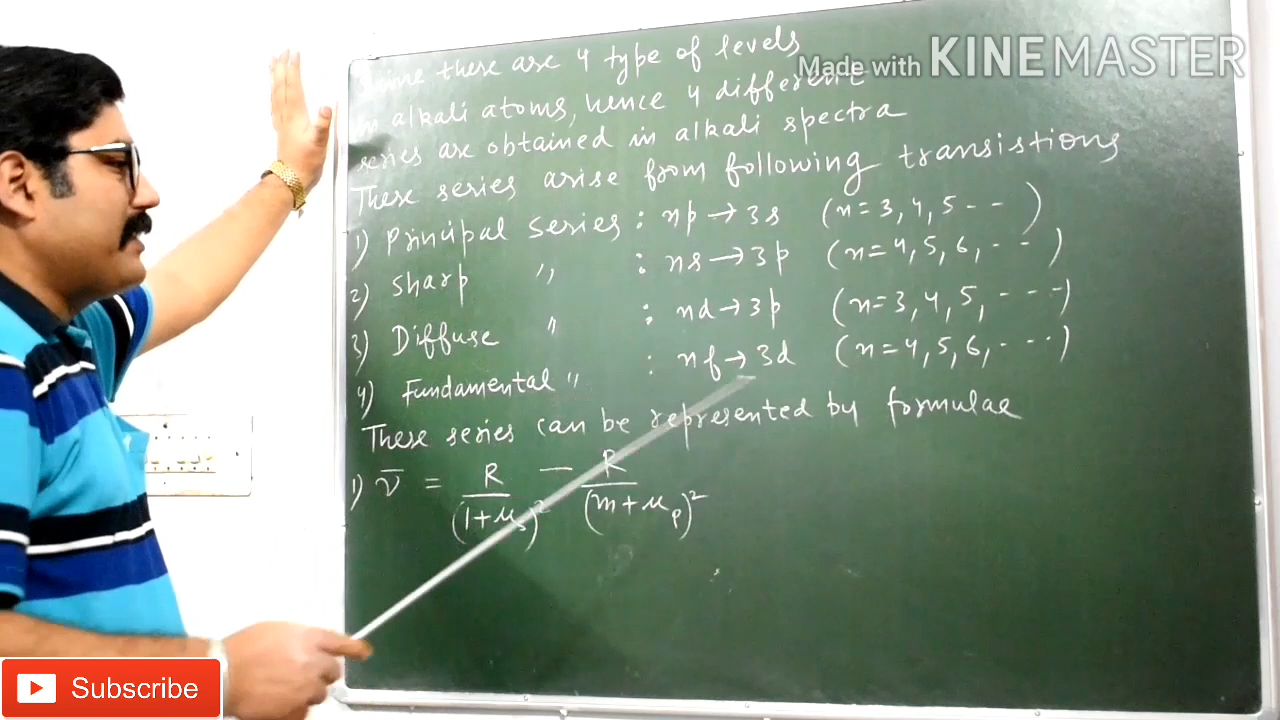 there are 4 type of levels
in alkali atoms, hence 4 different
series are obtained in alkali spectra
These series arise from following transistions
1) Principal series : np → 3s (n = 3, 4, 5 - - )
2) Sharp " : ns → 3p (n = 4, 5, 6, - - )
3) Diffuse " : nd → 3p (n = 3, 4, 5, - - -)
4) Fundamental " : nf → 3d (n = 4, 5, 6, - - -)
These series can be represented by formulae
1) ν̄ = R/(1+μs)² — R/(m+μp)²
Made with KINEMASTER
Subscribe